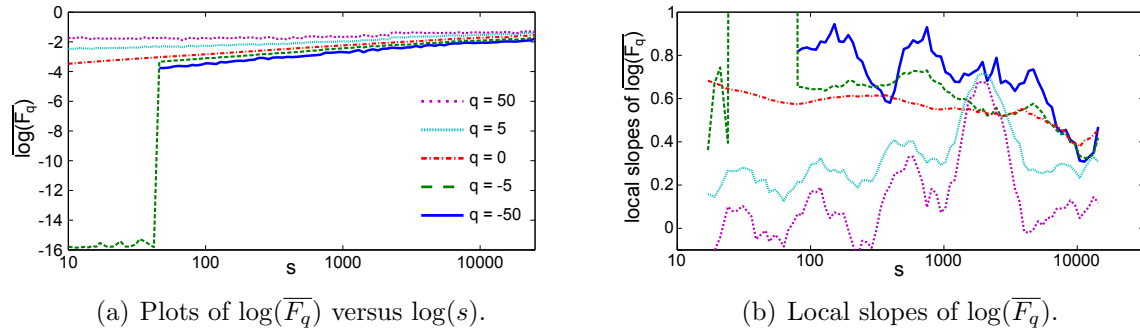 0
-2
-4
-6
-8
-10
-12
-14
-16
10
100
1000
10000
s
log(F_q)
q = 50
q = 5
q = 0
q = -5
q = -50
(a) Plots of log(F_q) versus log(s).
1
0.8
0.6
0.4
0.2
0
10
100
1000
10000
s
local slopes of log(F_q)
(b) Local slopes of log(F_q).